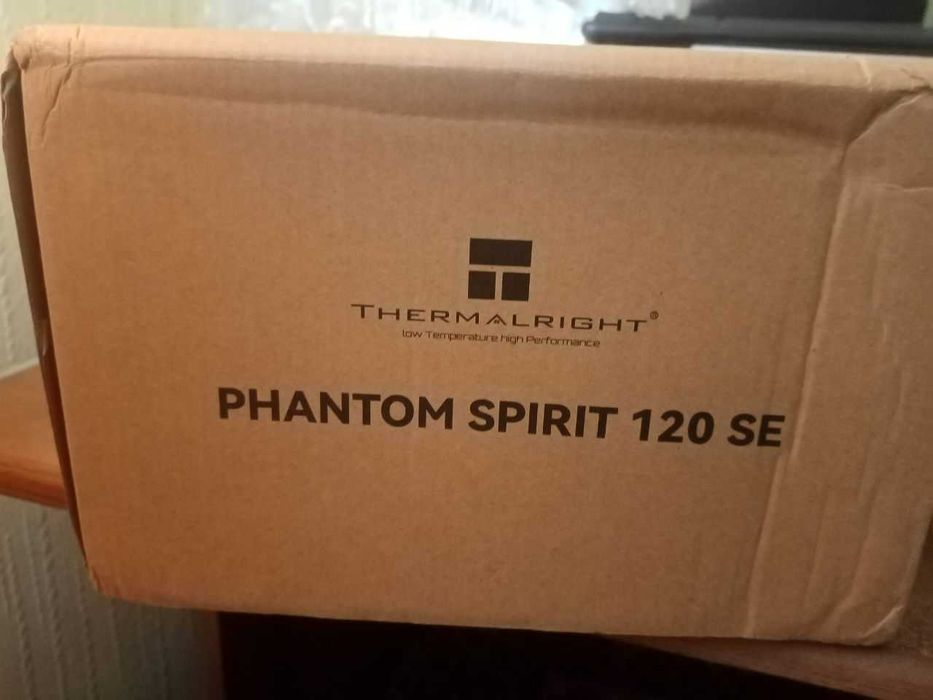 THERMALRIGHT®
low Temperature high Performance
PHANTOM SPIRIT 120 SE